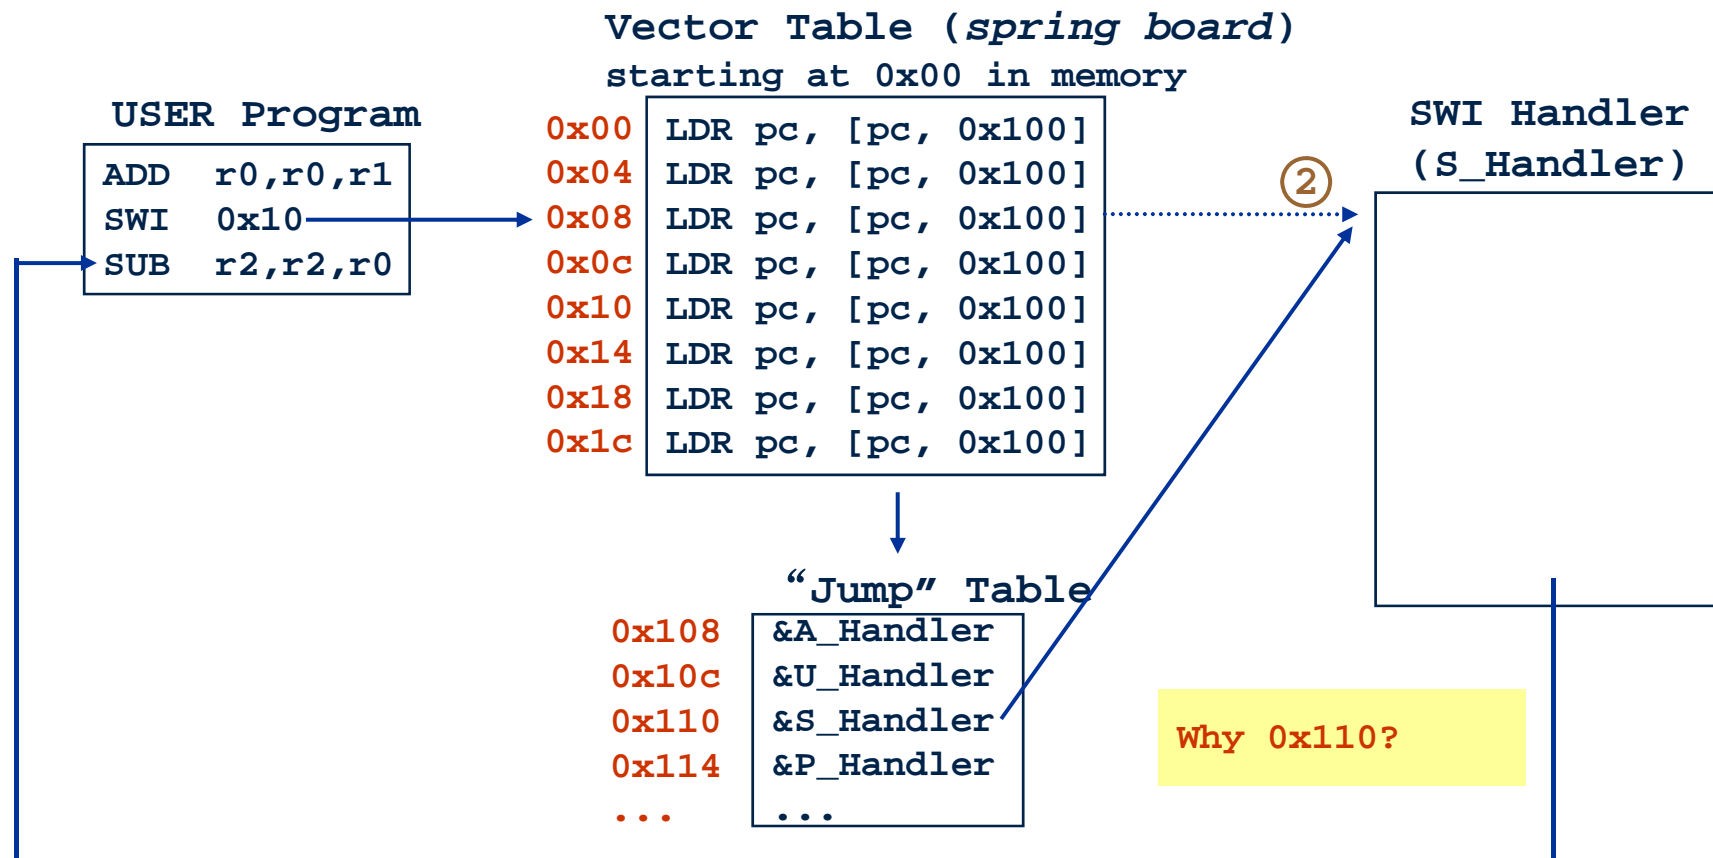 Vector Table (spring board)
starting at 0x00 in memory
USER Program
ADD r0,r0,r1
SWI 0x10
SUB r2,r2,r0
0x00 LDR pc, [pc, 0x100]
0x04 LDR pc, [pc, 0x100]
0x08 LDR pc, [pc, 0x100]
0x0c LDR pc, [pc, 0x100]
0x10 LDR pc, [pc, 0x100]
0x14 LDR pc, [pc, 0x100]
0x18 LDR pc, [pc, 0x100]
0x1c LDR pc, [pc, 0x100]
2
SWI Handler
(S_Handler)
“Jump” Table
0x108 &A_Handler
0x10c &U_Handler
0x110 &S_Handler
0x114 &P_Handler
... ...
Why 0x110?